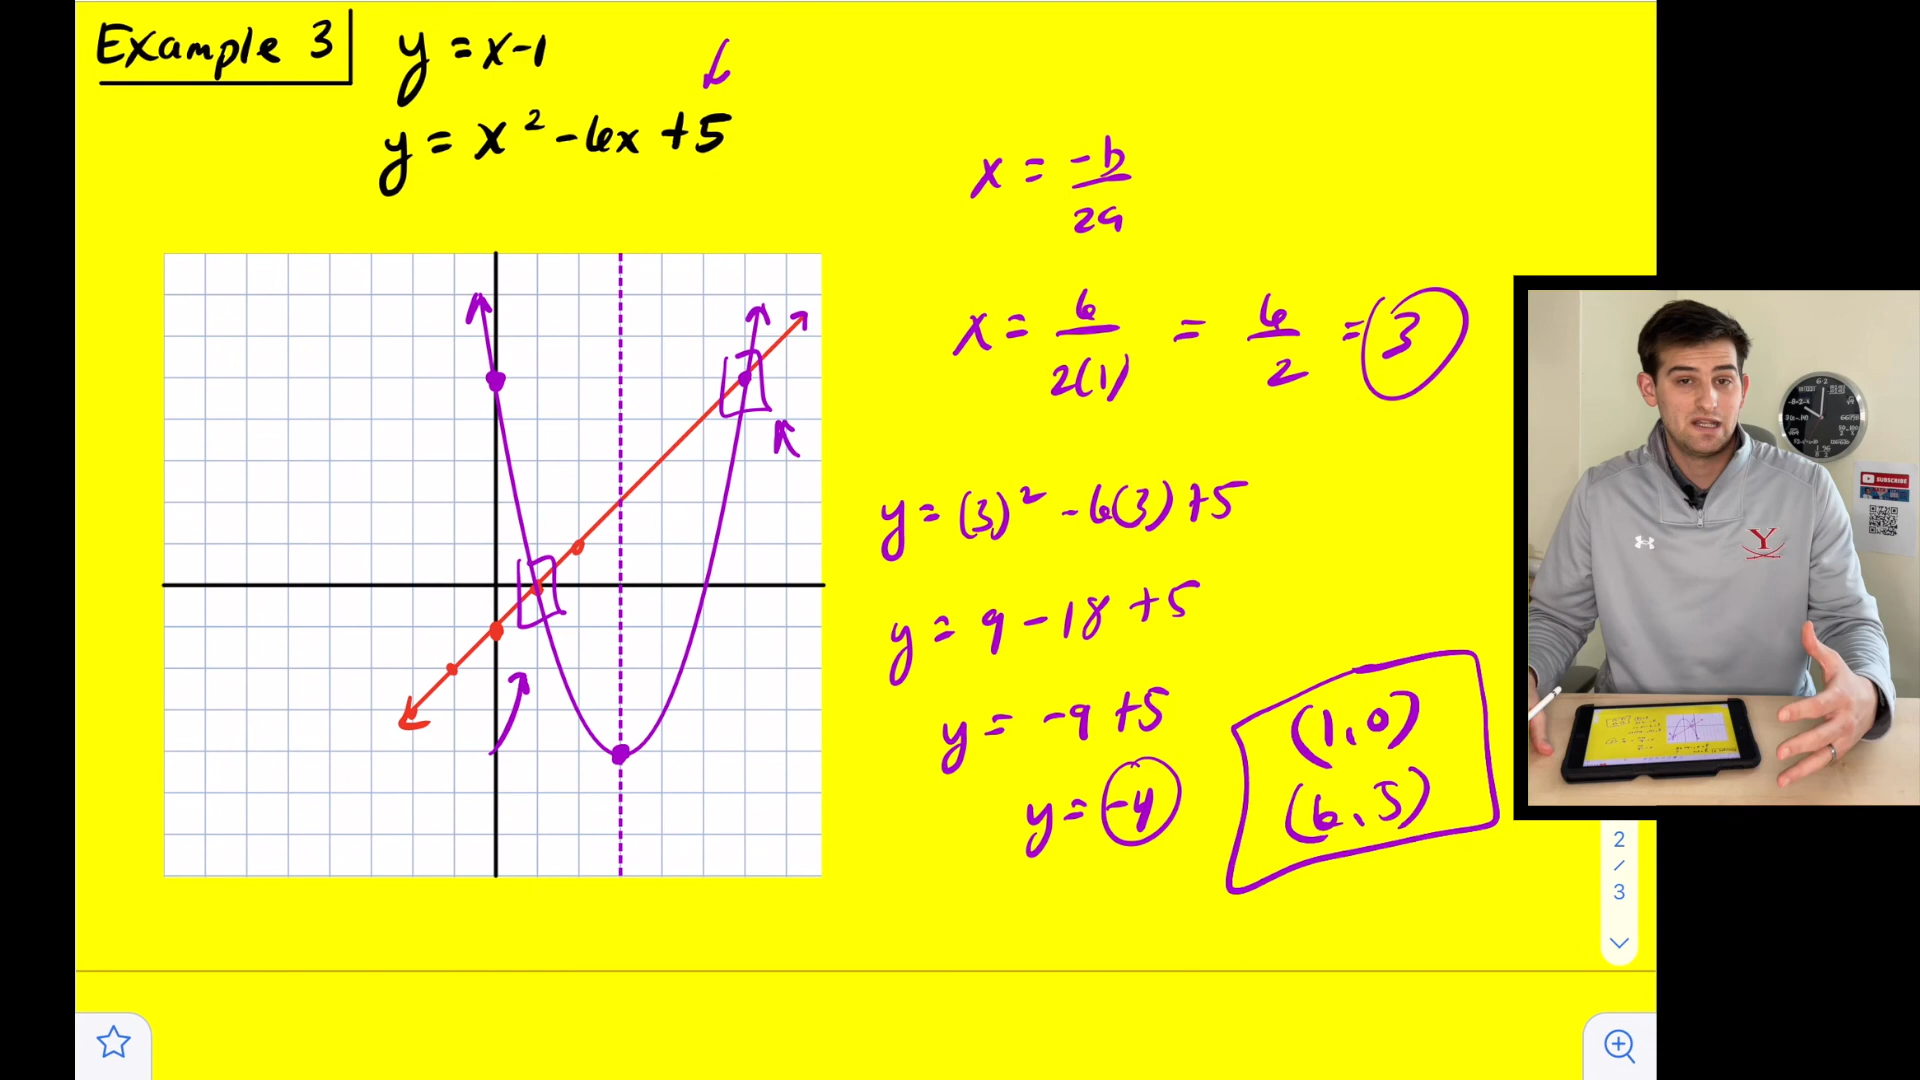 Example 3
y = x-1
y = x² - 6x + 5
x = -b/2a
x = 6/2(1) = 6/2 = 3
y = (3)² - 6(3) + 5
y = 9 - 18 + 5
y = -9 + 5
y = -4
(1,0)
(6,5)
SUBSCRIBE
Y
2
/
3